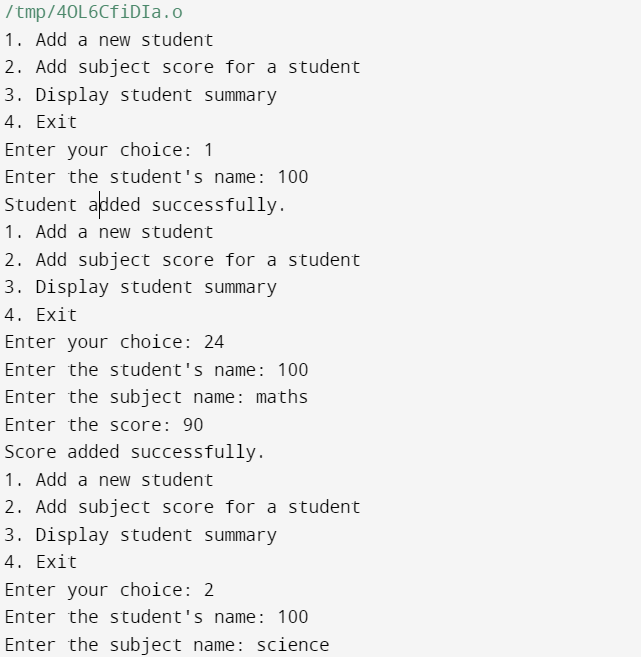 /tmp/4OL6CfiDIa.o
1. Add a new student
2. Add subject score for a student
3. Display student summary
4. Exit
Enter your choice: 1
Enter the student's name: 100
Student added successfully.
1. Add a new student
2. Add subject score for a student
3. Display student summary
4. Exit
Enter your choice: 24
Enter the student's name: 100
Enter the subject name: maths
Enter the score: 90
Score added successfully.
1. Add a new student
2. Add subject score for a student
3. Display student summary
4. Exit
Enter your choice: 2
Enter the student's name: 100
Enter the subject name: science